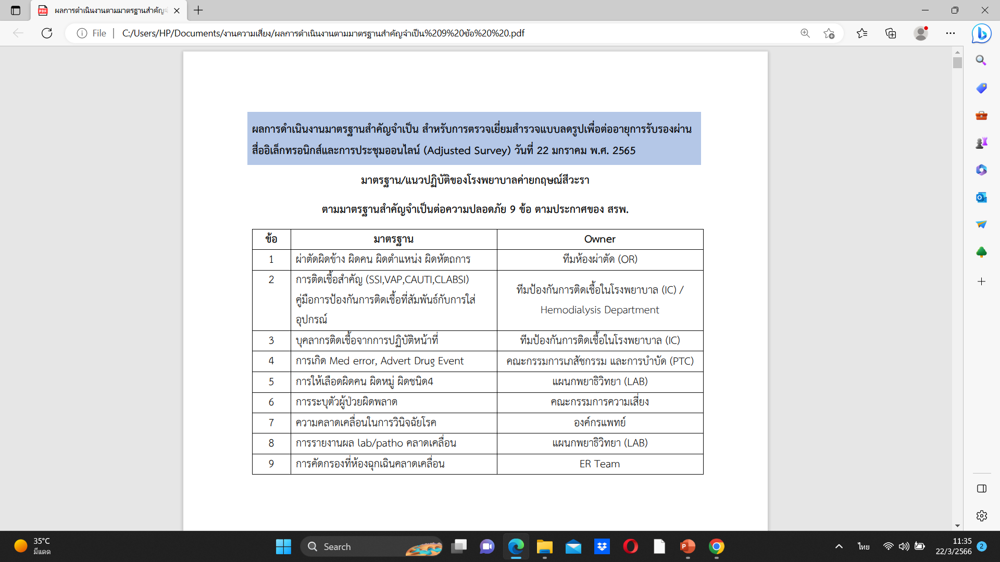 ผลการดำเนินงานตามมาตรฐานสำคัญจำ
File
C:/Users/HP/Documents/งานความเสี่ยง/ผลการดำเนินงานตามมาตรฐานสำคัญจำเป็น%209%20ข้อ%20%20.pdf
ผลการดำเนินงานมาตรฐานสำคัญจำเป็น สำหรับการตรวจเยี่ยมสำรวจแบบลดรูปเพื่อต่ออายุการรับรองผ่าน
สื่ออิเล็กทรอนิกส์และการประชุมออนไลน์ (Adjusted Survey) วันที่ 22 มกราคม พ.ศ. 2565
มาตรฐาน/แนวปฏิบัติของโรงพยาบาลค่ายกฤษณ์สีวะรา
ตามมาตรฐานสำคัญจำเป็นต่อความปลอดภัย 9 ข้อ ตามประกาศของ สรพ.
ข้อ มาตรฐาน Owner
1 ผ่าตัดผิดข้าง ผิดคน ผิดตำแหน่ง ผิดหัตถการ ทีมห้องผ่าตัด (OR)
2 การติดเชื้อสำคัญ (SSI,VAP,CAUTI,CLABSI)
คู่มือการป้องกันการติดเชื้อที่สัมพันธ์กับการใส่
อุปกรณ์
ทีมป้องกันการติดเชื้อในโรงพยาบาล (IC) /
Hemodialysis Department
3 บุคลากรติดเชื้อจากการปฏิบัติหน้าที่ ทีมป้องกันการติดเชื้อในโรงพยาบาล (IC)
4 การเกิด Med error, Advert Drug Event คณะกรรมการเภสัชกรรม และการบำบัด (PTC)
5 การให้เลือดผิดคน ผิดหมู่ ผิดชนิด4 แผนกพยาธิวิทยา (LAB)
6 การระบุตัวผู้ป่วยผิดพลาด คณะกรรมการความเสี่ยง
7 ความคลาดเคลื่อนในการวินิจฉัยโรค องค์กรแพทย์
8 การรายงานผล lab/patho คลาดเคลื่อน แผนกพยาธิวิทยา (LAB)
9 การคัดกรองที่ห้องฉุกเฉินคลาดเคลื่อน ER Team
35°C
มีแดด
Search
ไทย
11:35
22/3/2566
2